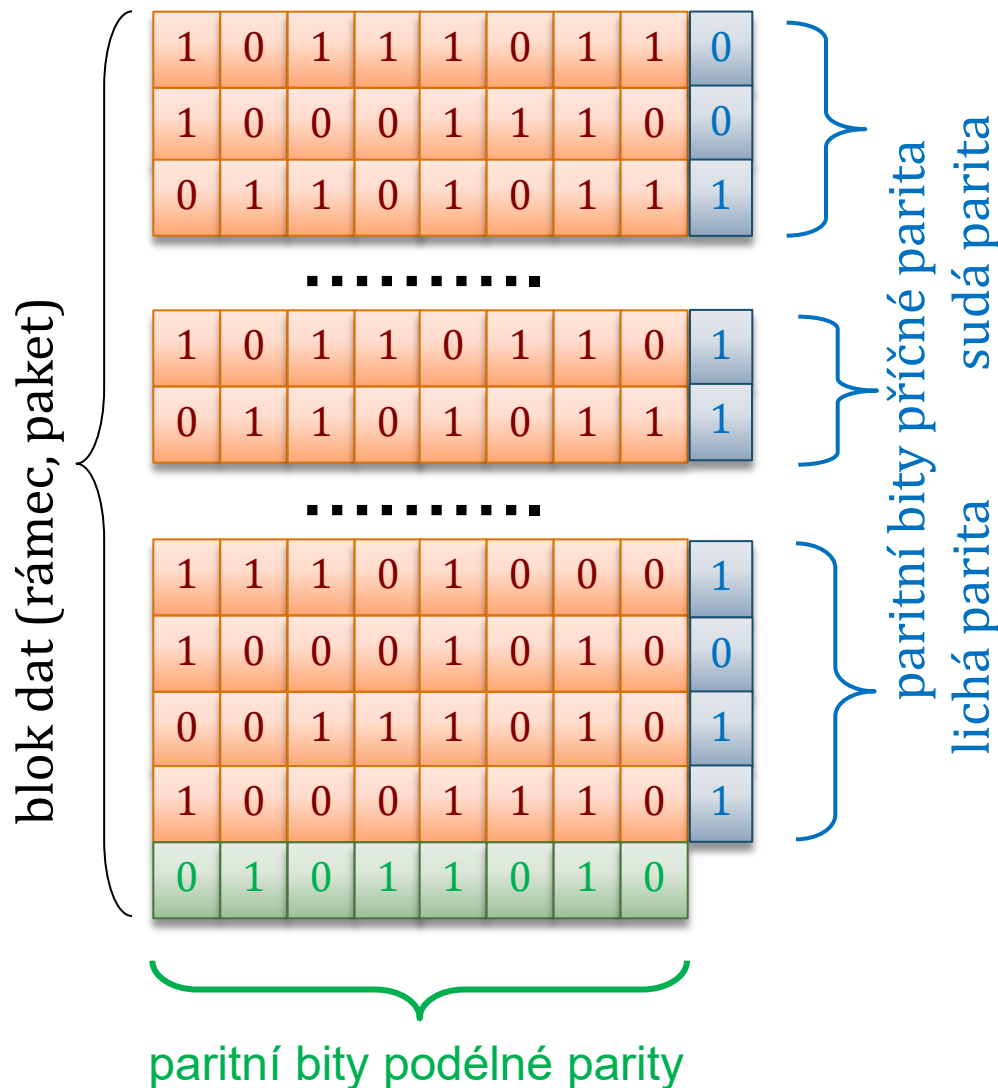 1 0 1 1 1 0 1 1 0
1 0 0 0 1 1 1 0 0
0 1 1 0 1 0 1 1 1
..........
1 0 1 1 0 1 1 0 1
0 1 1 0 1 0 1 1 1
..........
1 1 1 0 1 0 0 0 1
1 0 0 0 1 0 1 0 0
0 0 1 1 1 0 1 0 1
1 0 0 0 1 1 1 0 1
0 1 0 1 1 0 1 0
blok dat (rámec, paket)
paritní bity příčné parita
lichá parita
sudá parita
paritní bity podélné parity